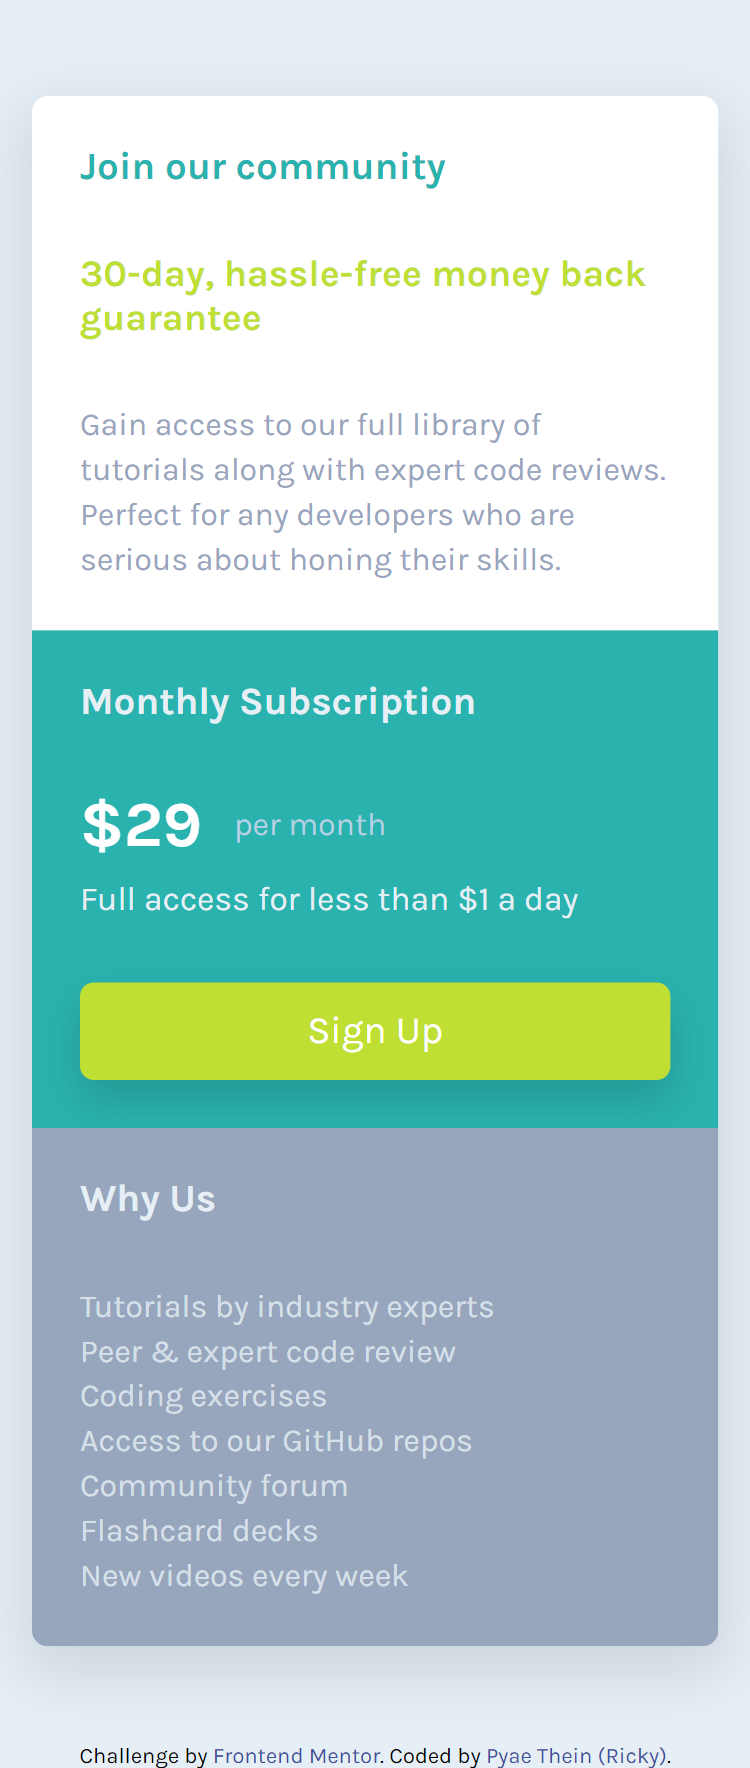 Join our community
30-day, hassle-free money back
guarantee
Gain access to our full library of
tutorials along with expert code reviews.
Perfect for any developers who are
serious about honing their skills.
Monthly Subscription
$29 per month
Full access for less than $1 a day
Sign Up
Why Us
Tutorials by industry experts
Peer & expert code review
Coding exercises
Access to our GitHub repos
Community forum
Flashcard decks
New videos every week
Challenge by Frontend Mentor. Coded by Pyae Thein (Ricky).